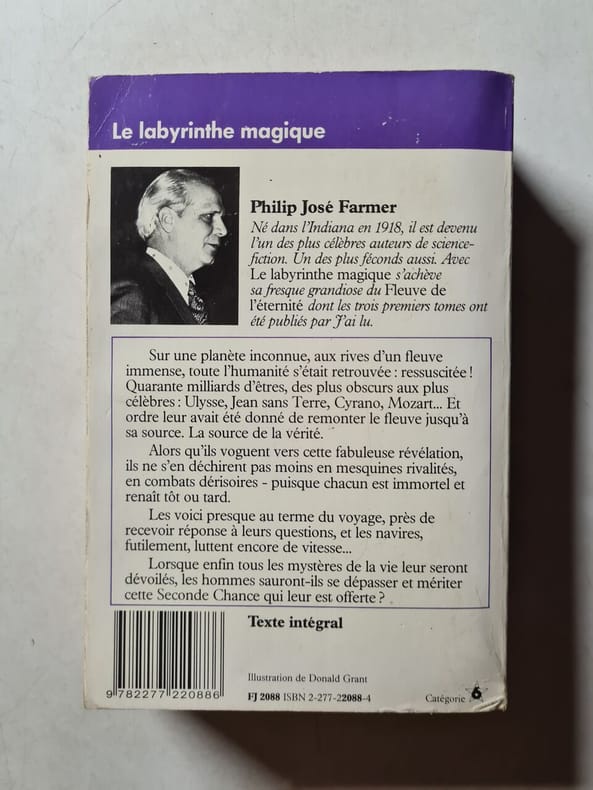 Le labyrinthe magique
Philip José Farmer
Né dans l'Indiana en 1918, il est devenu
l'un des plus célèbres auteurs de science-
fiction. Un des plus féconds aussi. Avec
Le labyrinthe magique s'achève
sa fresque grandiose du Fleuve de
l'éternité dont les trois premiers tomes ont
été publiés par J'ai lu.
Sur une planète inconnue, aux rives d'un fleuve
immense, toute l'humanité s'était retrouvée : ressuscitée !
Quarante milliards d'êtres, des plus obscurs aux plus
célèbres : Ulysse, Jean sans Terre, Cyrano, Mozart... Et
ordre leur avait été donné de remonter le fleuve jusqu'à
sa source. La source de la vérité.
Alors qu'ils voguent vers cette fabuleuse révélation,
ils ne s'en déchirent pas moins en mesquines rivalités,
en combats dérisoires - puisque chacun est immortel et
renaît tôt ou tard.
Les voici presque au terme du voyage, près de
recevoir réponse à leurs questions, et les navires,
futilement, luttent encore de vitesse...
Lorsque enfin tous les mystères de la vie leur seront
dévoilés, les hommes sauront-ils se dépasser et mériter
cette Seconde Chance qui leur est offerte ?
Texte intégral
Illustration de Donald Grant
9 782277 220886
FJ 2088 ISBN 2-277-22088-4
Catégorie 6